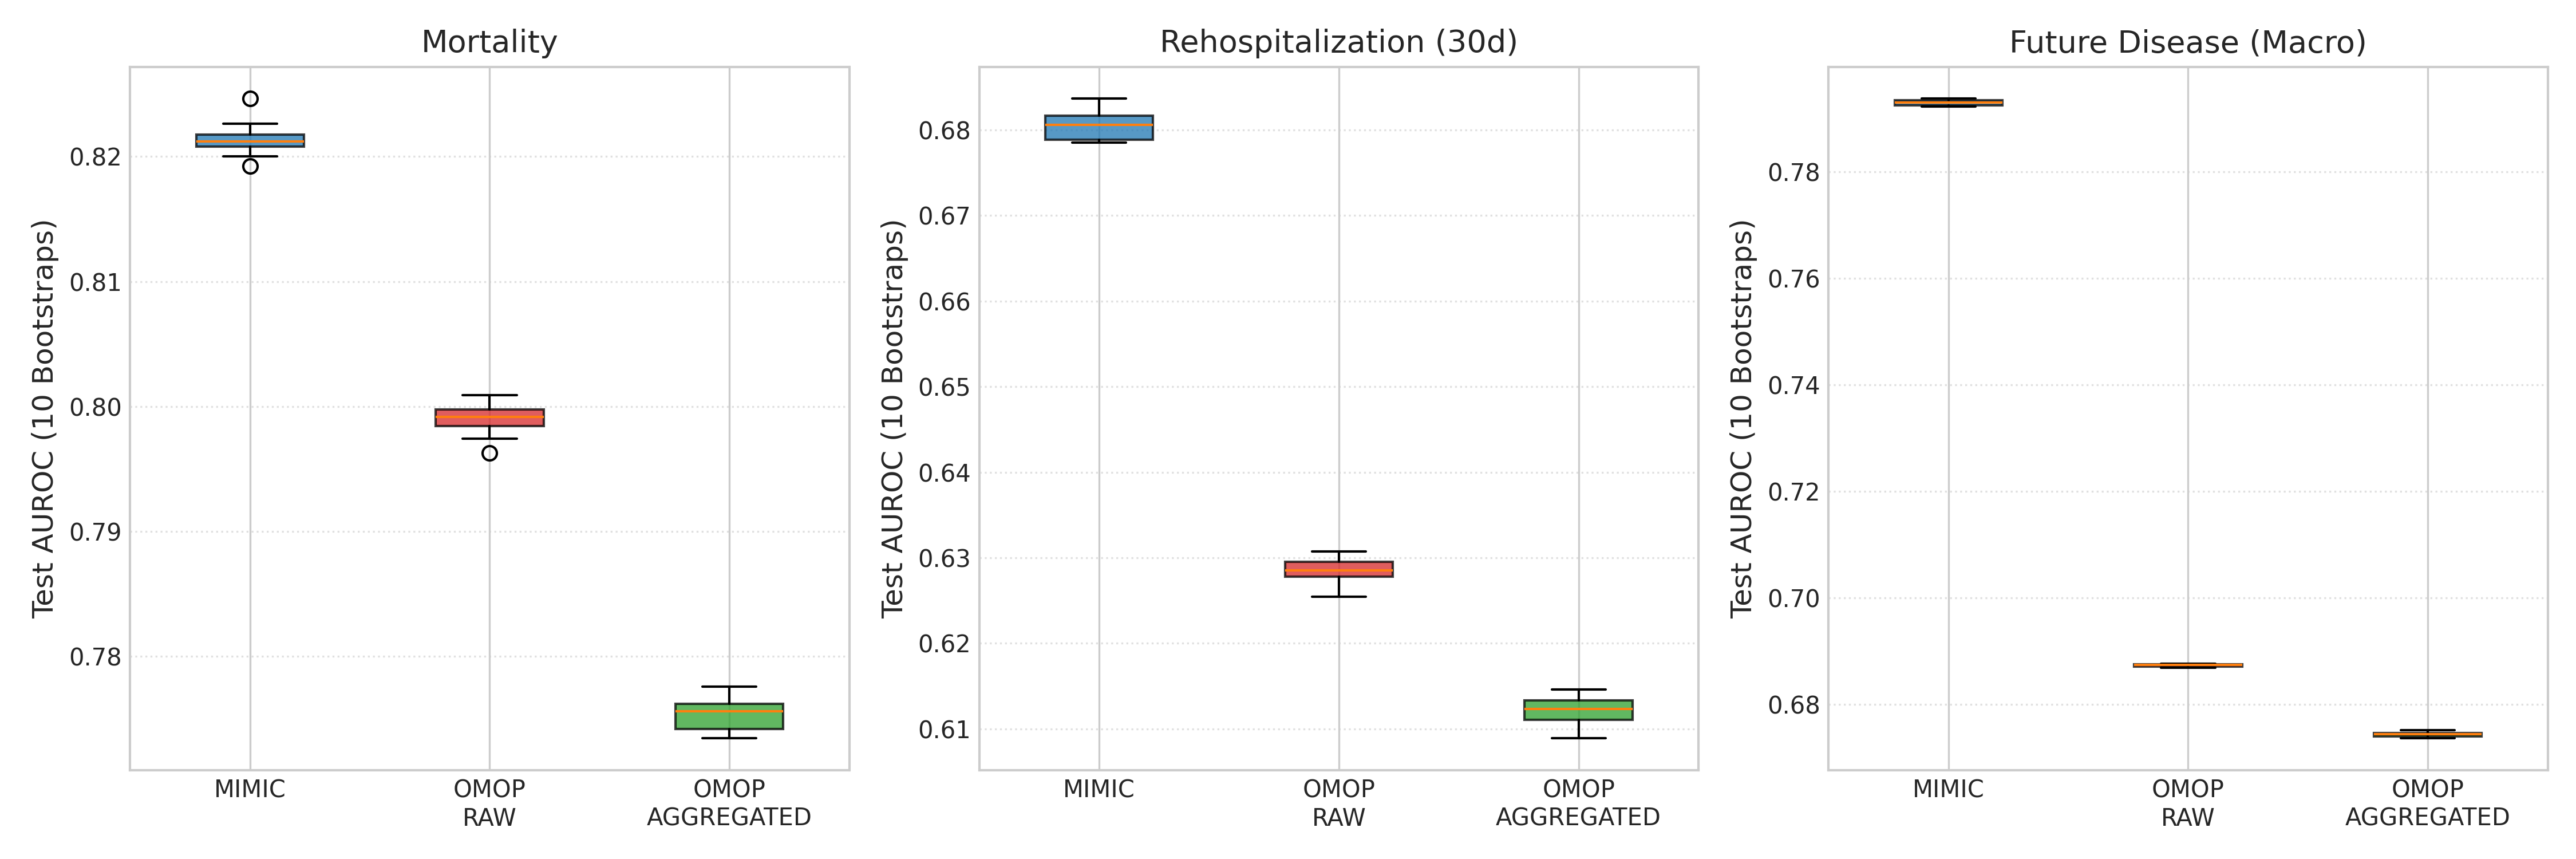 Mortality
Test AUROC (10 Bootstraps)
0.82
0.81
0.80
0.79
0.78
MIMIC
OMOP
RAW
OMOP
AGGREGATED
Rehospitalization (30d)
Test AUROC (10 Bootstraps)
0.68
0.67
0.66
0.65
0.64
0.63
0.62
0.61
MIMIC
OMOP
RAW
OMOP
AGGREGATED
Future Disease (Macro)
Test AUROC (10 Bootstraps)
0.78
0.76
0.74
0.72
0.70
0.68
MIMIC
OMOP
RAW
OMOP
AGGREGATED